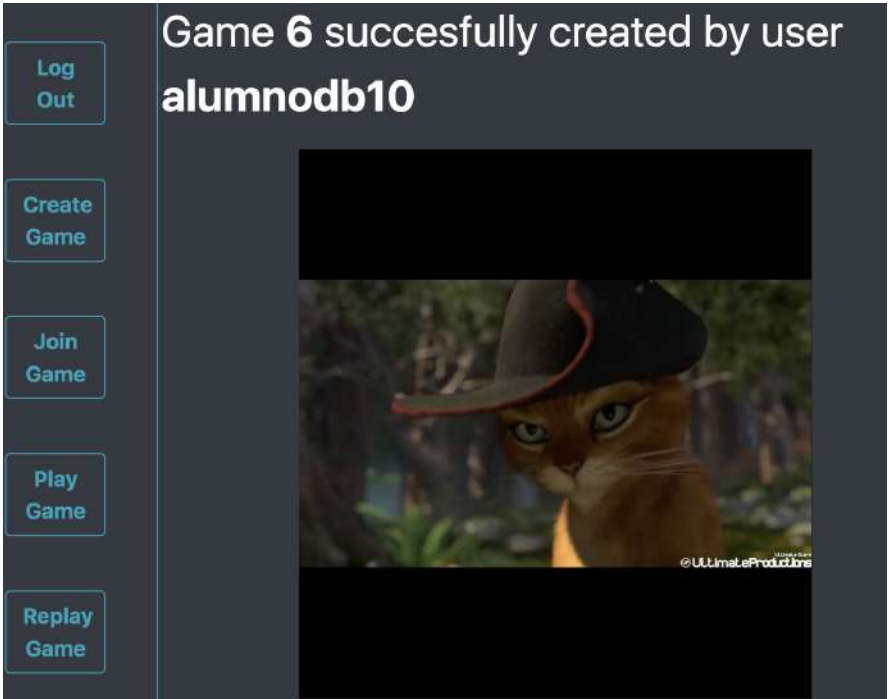 Game 6 succesfully created by user
alumnodb10
Log
Out
Create
Game
Join
Game
Play
Game
Replay
Game
UltimateProductions